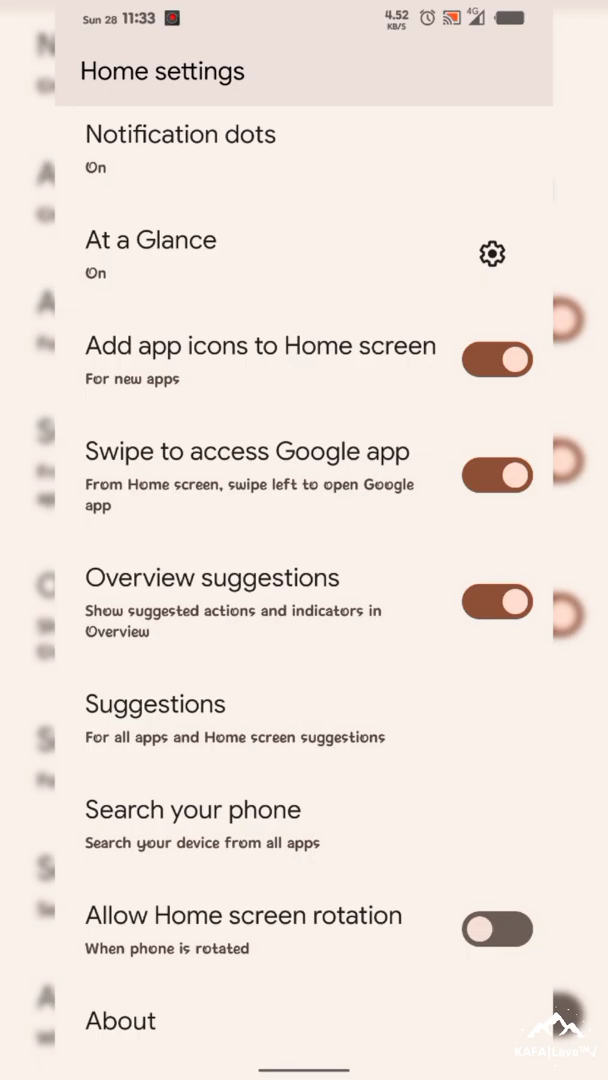 Sun 28 11:33
4.52
KB/S
4G
Home settings
Notification dots
On
At a Glance
On
Add app icons to Home screen
For new apps
Swipe to access Google app
From Home screen, swipe left to open Google
app
Overview suggestions
Show suggested actions and indicators in
Overview
Suggestions
For all apps and Home screen suggestions
Search your phone
Search your device from all apps
Allow Home screen rotation
When phone is rotated
About